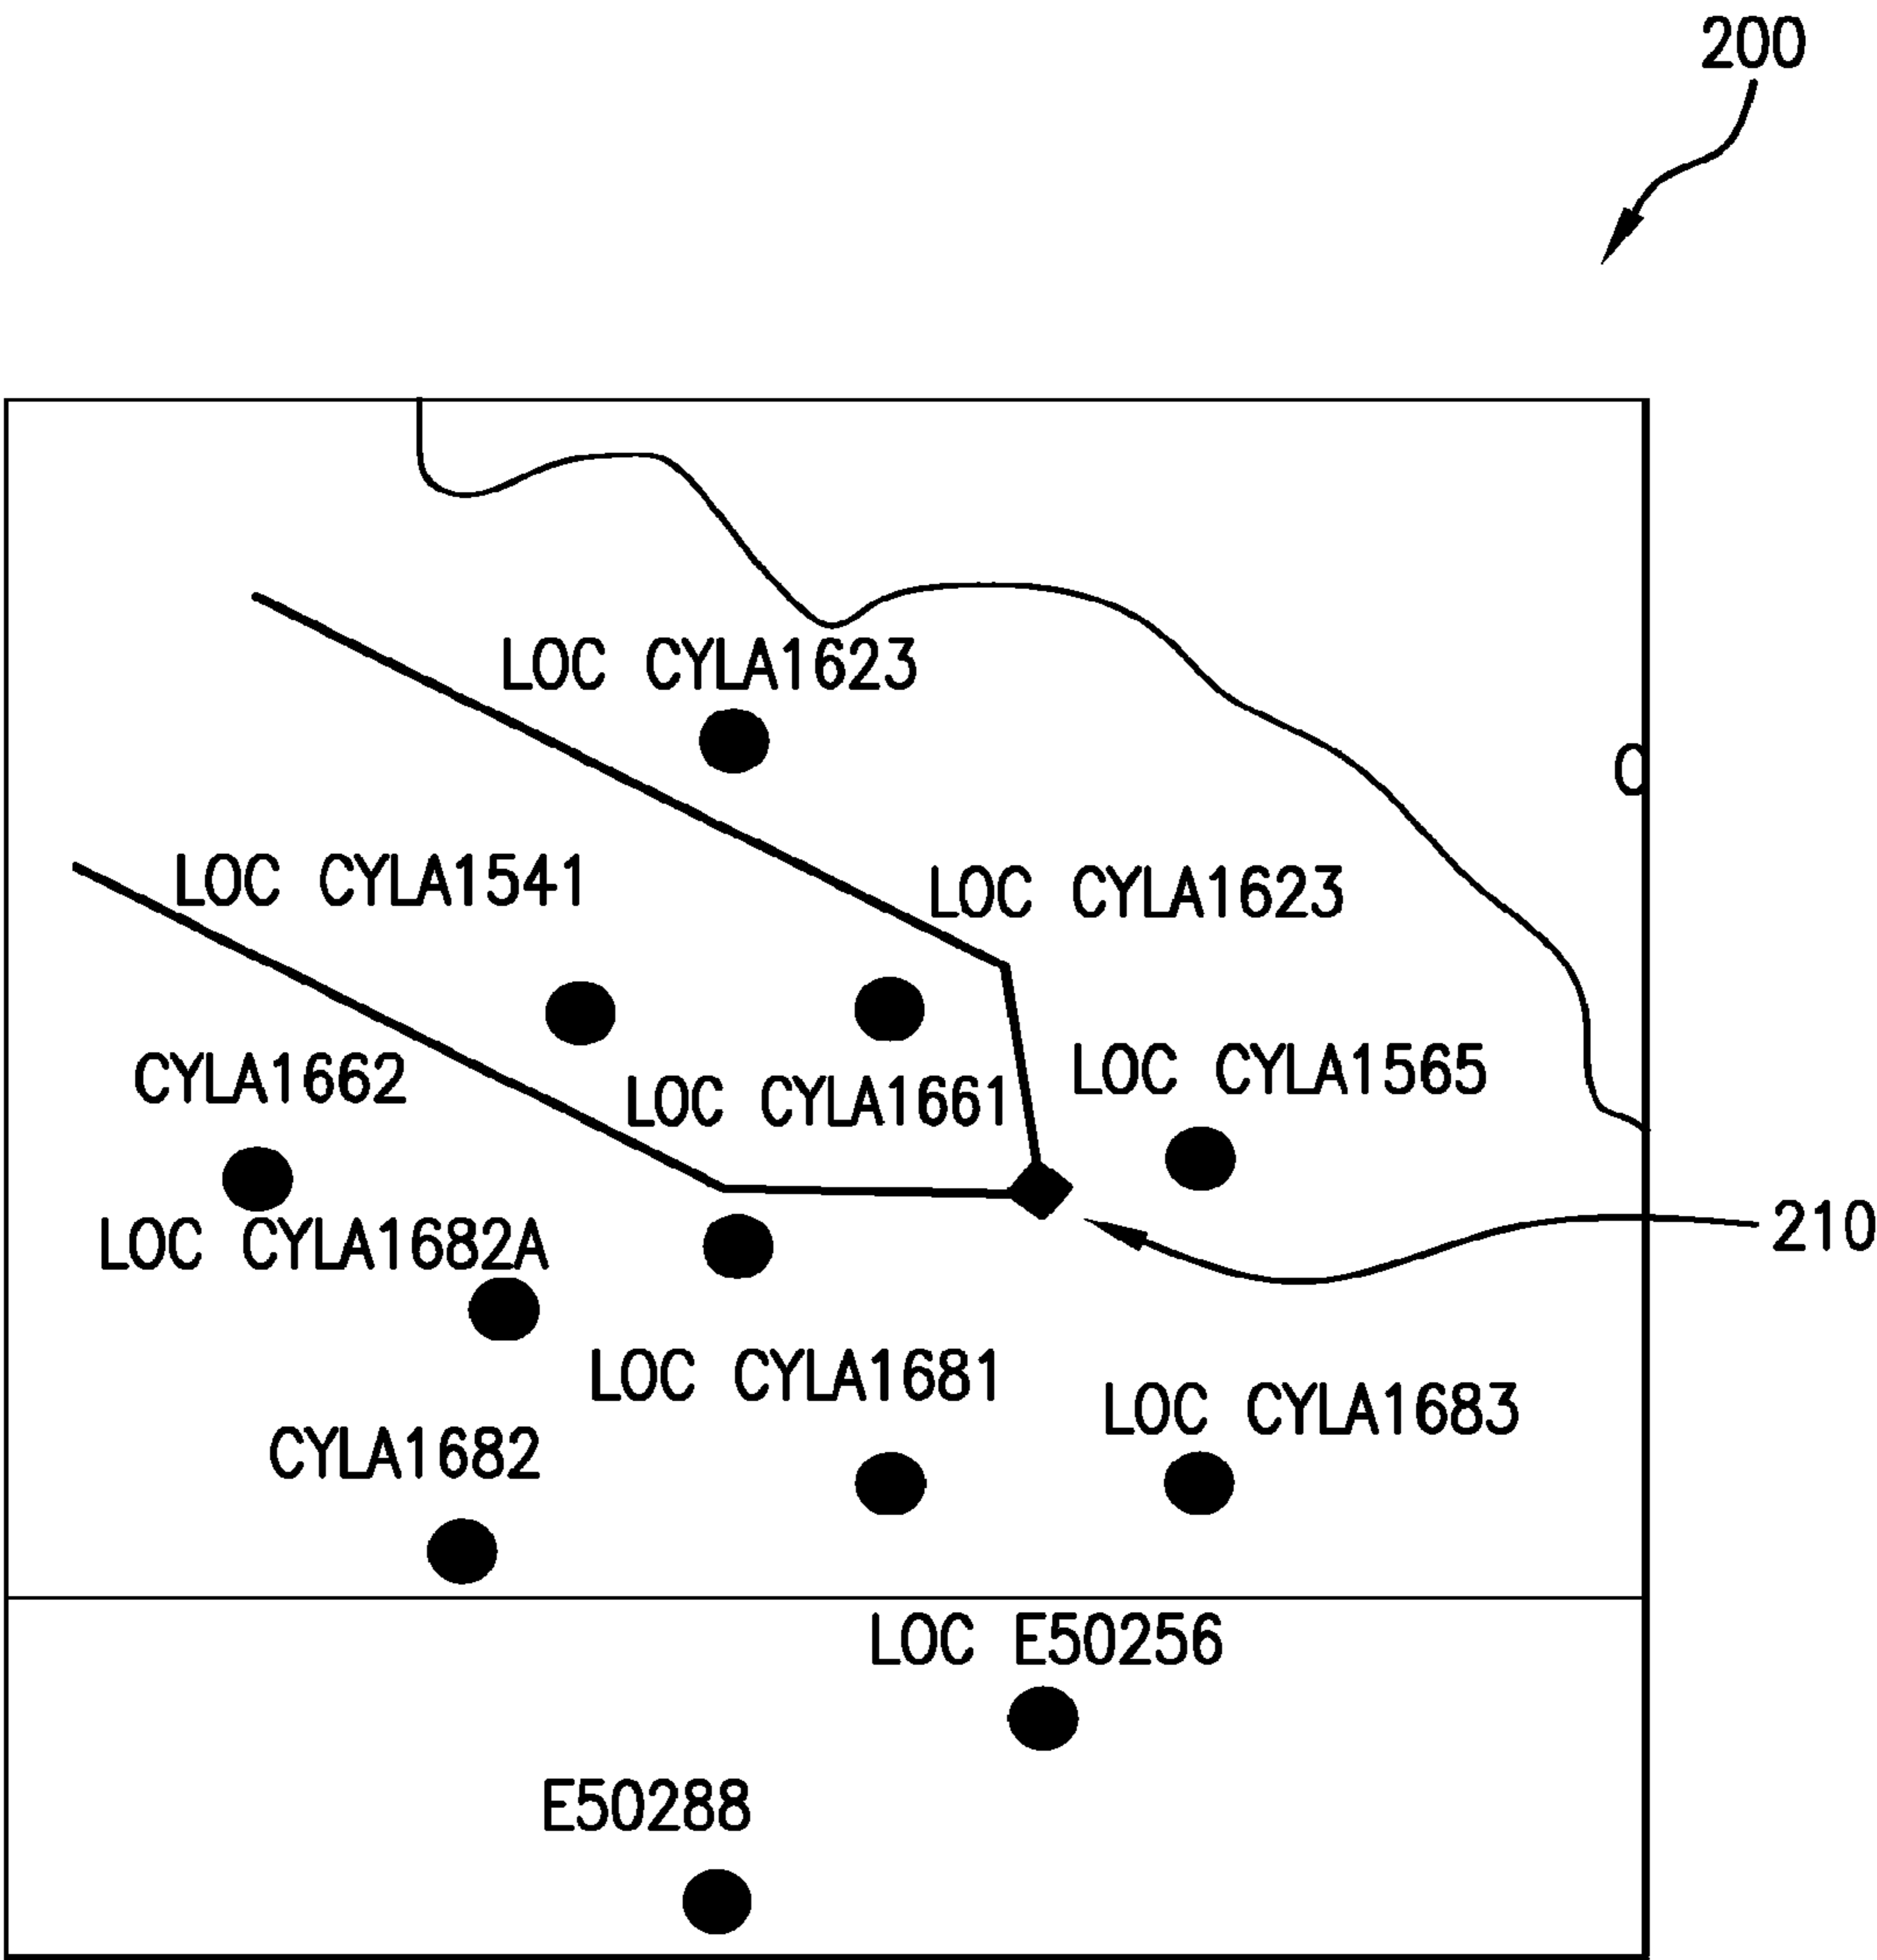 200
LOC CYLA1623
C
LOC CYLA1541
LOC CYLA1623
LOC CYLA1565
CYLA1662
LOC CYLA1661
210
LOC CYLA1682A
LOC CYLA1681
LOC CYLA1683
CYLA1682
LOC E50256
E50288